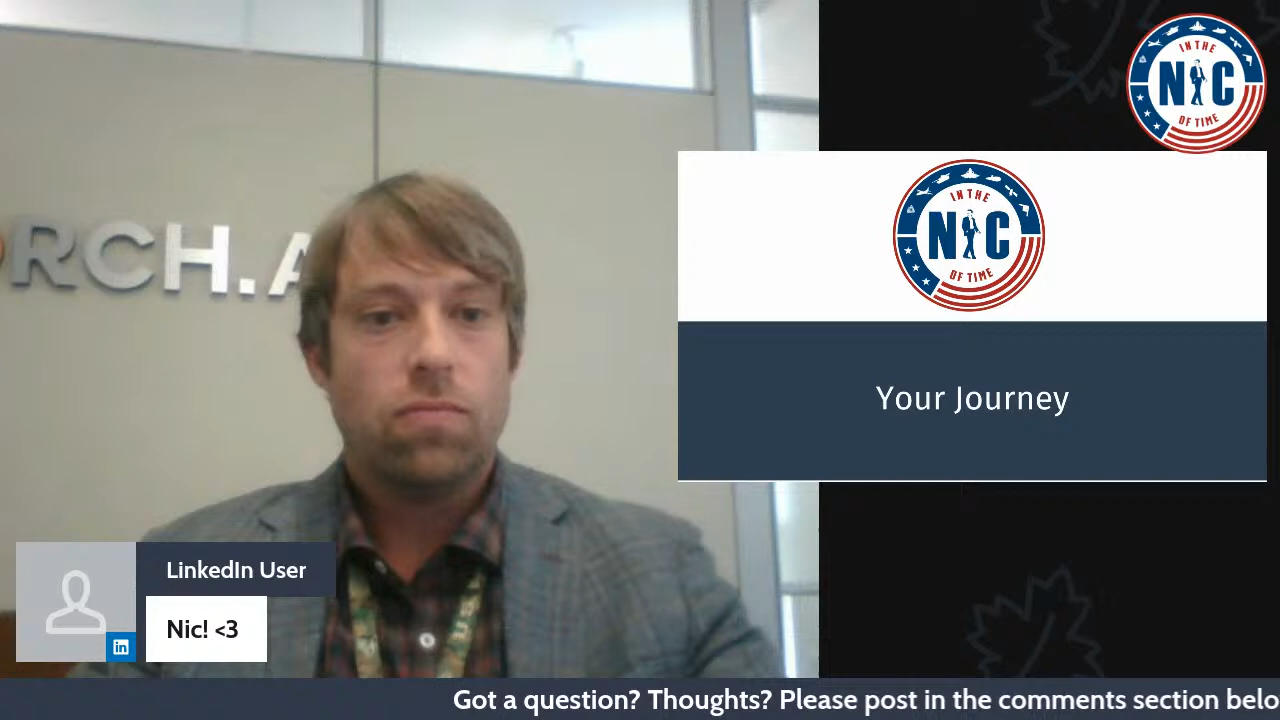 IN THE
NIC
OF TIME
IN THE
NIC
OF TIME
Your Journey
RCH.A
LinkedIn User
in
Nic! <3
Got a question? Thoughts? Please post in the comments section belo